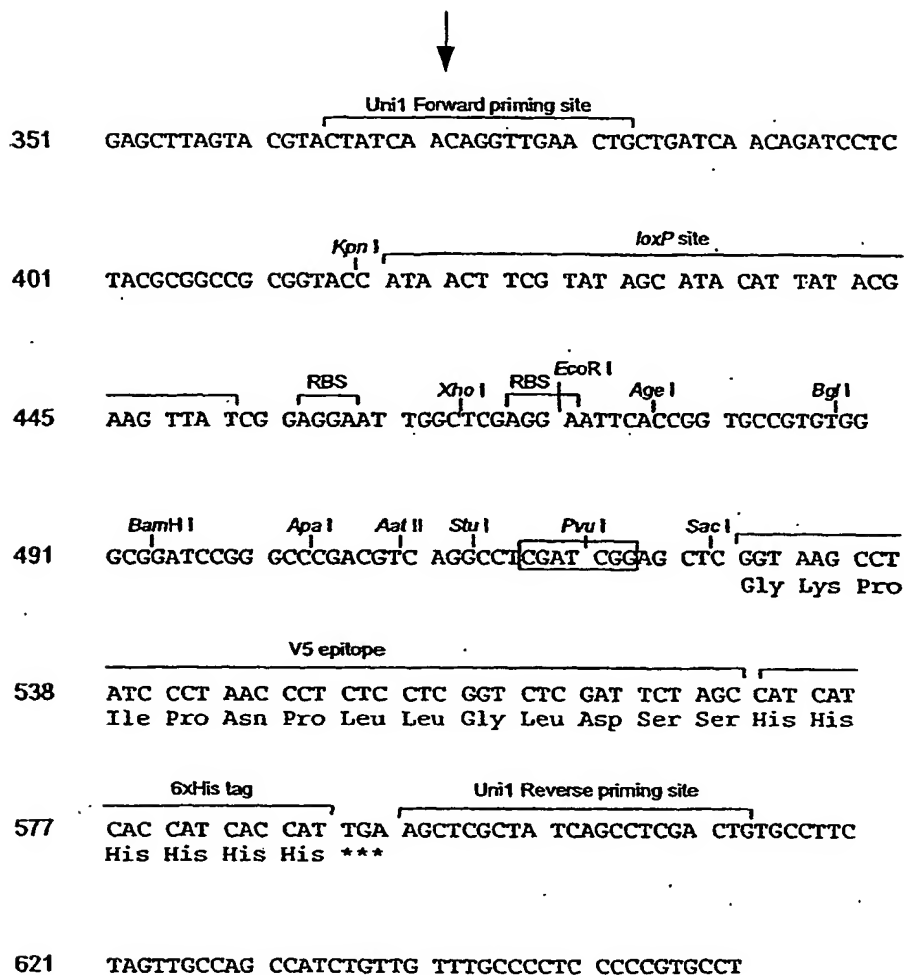 Uni1 Forward priming site
351 GAGCTTAGTA CGTACTATCA ACAGGTTGAA CTGCTGATCA ACAGATCCTC
Kpn I loxP site
401 TACGCGGCCG CGGTACC ATA ACT TCG TAT AGC ATA CAT TAT ACG
RBS Xho I RBS EcoR I Age I Bgl I
445 AAG TTA TCGG GAGGAAT TGGCTCGAGG AATTCACCGG TGCCGTGTGG
BamH I Apa I Aat II Stu I Pvu I Sac I
491 GCGGATCCGG GCCCGACGTC AGGCCTCGAT CGGAG CTC GGT AAG CCT
Gly Lys Pro
V5 epitope
538 ATC CCT AAC CCT CTC CTC GGT CTC GAT TCT AGC CAT CAT
Ile Pro Asn Pro Leu Leu Gly Leu Asp Ser Ser His His
6xHis tag Uni1 Reverse priming site
577 CAC CAT CAC CAT TGA AGCTCGCTA TCAGCCTCGA CTGTGCCTTC
His His His His ***
621 TAGTTGCCAG CCATCTGTTG TTTGCCCCTC CCCCGTGCCT